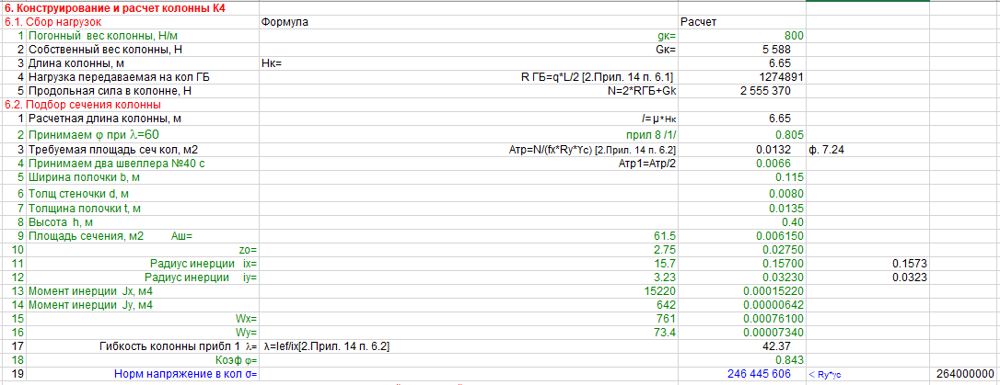 6. Конструирование и расчет колонны К4
6.1. Сбор нагрузок Формула Расчет
1 Погонный вес колонны, Н/м gк= 800
2 Собственный вес колонны, Н Gк= 5 588
3 Длина колонны, м Нк= 6.65
4 Нагрузка передаваемая на кол ГБ R ГБ=q*L/2 [2.Прил. 14 п. 6.1] 1274891
5 Продольная сила в колонне, Н N=2*RГБ+Gk 2 555 370
6.2. Подбор сечения колонны
1 Расчетная длина колонны, м l=μ*Нк 6.65
2 Принимаем φ при λ=60 прил 8 /1/ 0.805
3 Требуемая площадь сеч кол, м2 Атр=N/(fx*Ry*Yc) [2.Прил. 14 п. 6.2] 0.0132 ф. 7.24
4 Принимаем два швеллера №40 с Атр1=Атр/2 0.0066
5 Ширина полочки b, м 0.115
6 Толщ стеночки d, м 0.0080
7 Толщина полочки t, м 0.0135
8 Высота h, м 0.40
9 Площадь сечения, м2 Аш= 61.5 0.006150
10 zo= 2.75 0.02750
11 Радиус инерции ix= 15.7 0.15700 0.1573
12 Радиус инерции iy= 3.23 0.03230 0.0323
13 Момент инерции Jx, м4 15220 0.00015220
14 Момент инерции Jy, м4 642 0.00000642
15 Wx= 761 0.00076100
16 Wy= 73.4 0.00007340
17 Гибкость колонны прибл 1 λ= λ=lef/ix[2.Прил. 14 п. 6.2] 42.37
18 Коэф φ= 0.843
19 Норм напряжение в кол σ= 246 445 606 < Ry*γc 264000000